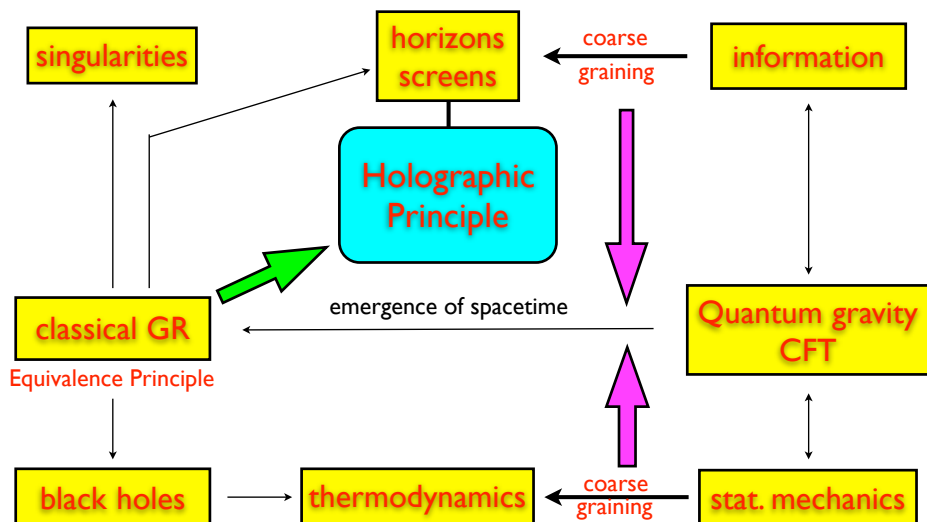 singularities
horizons
screens
coarse
graining
information
Holographic
Principle
emergence of spacetime
classical GR
Equivalence Principle
Quantum gravity
CFT
black holes
thermodynamics
coarse
graining
stat. mechanics